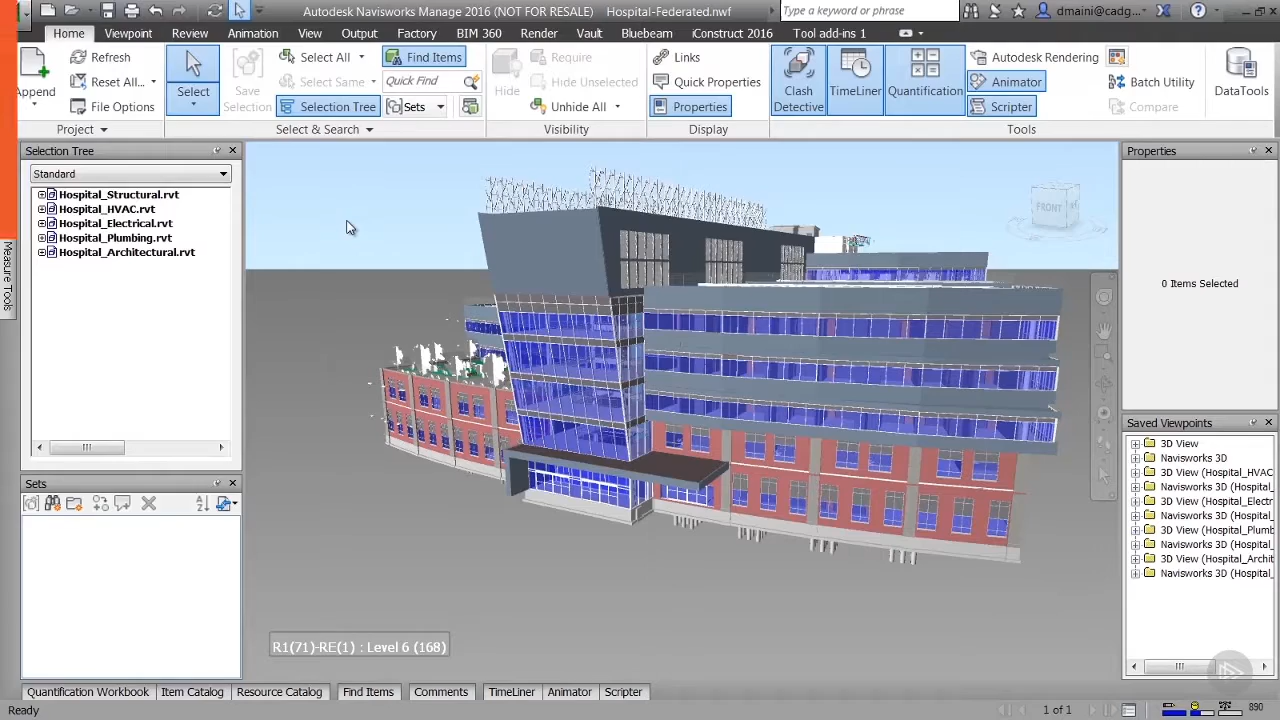 Autodesk Navisworks Manage 2016 (NOT FOR RESALE) Hospital-Federated.nwf
Type a keyword or phrase
dmaini@cadg...
Home Viewpoint Review Animation View Output Factory BIM 360 Render Vault Bluebeam iConstruct 2016 Tool add-ins 1
Append
Refresh
Reset All...
File Options
Project
Select
Save Selection
Select All
Select Same
Selection Tree
Find Items
Quick Find
Sets
Select & Search
Hide
Require
Hide Unselected
Unhide All
Visibility
Links
Quick Properties
Properties
Display
Clash Detective
TimeLiner
Quantification
Autodesk Rendering
Animator
Scripter
Batch Utility
Compare
DataTools
Tools
Selection Tree
Standard
Hospital_Structural.rvt
Hospital_HVAC.rvt
Hospital_Electrical.rvt
Hospital_Plumbing.rvt
Hospital_Architectural.rvt
Measure Tools
Sets
FRONT
R1(71)-RE(1) : Level 6 (168)
Properties
0 Items Selected
Saved Viewpoints
3D View
Navisworks 3D
3D View (Hospital_HVAC
Navisworks 3D (Hospital_
3D View (Hospital_Electr
Navisworks 3D (Hospital_
3D View (Hospital_Plumb
Navisworks 3D (Hospital_
3D View (Hospital_Archit
Navisworks 3D (Hospital_
Quantification Workbook Item Catalog Resource Catalog Find Items Comments TimeLiner Animator Scripter
Ready
1 of 1
890